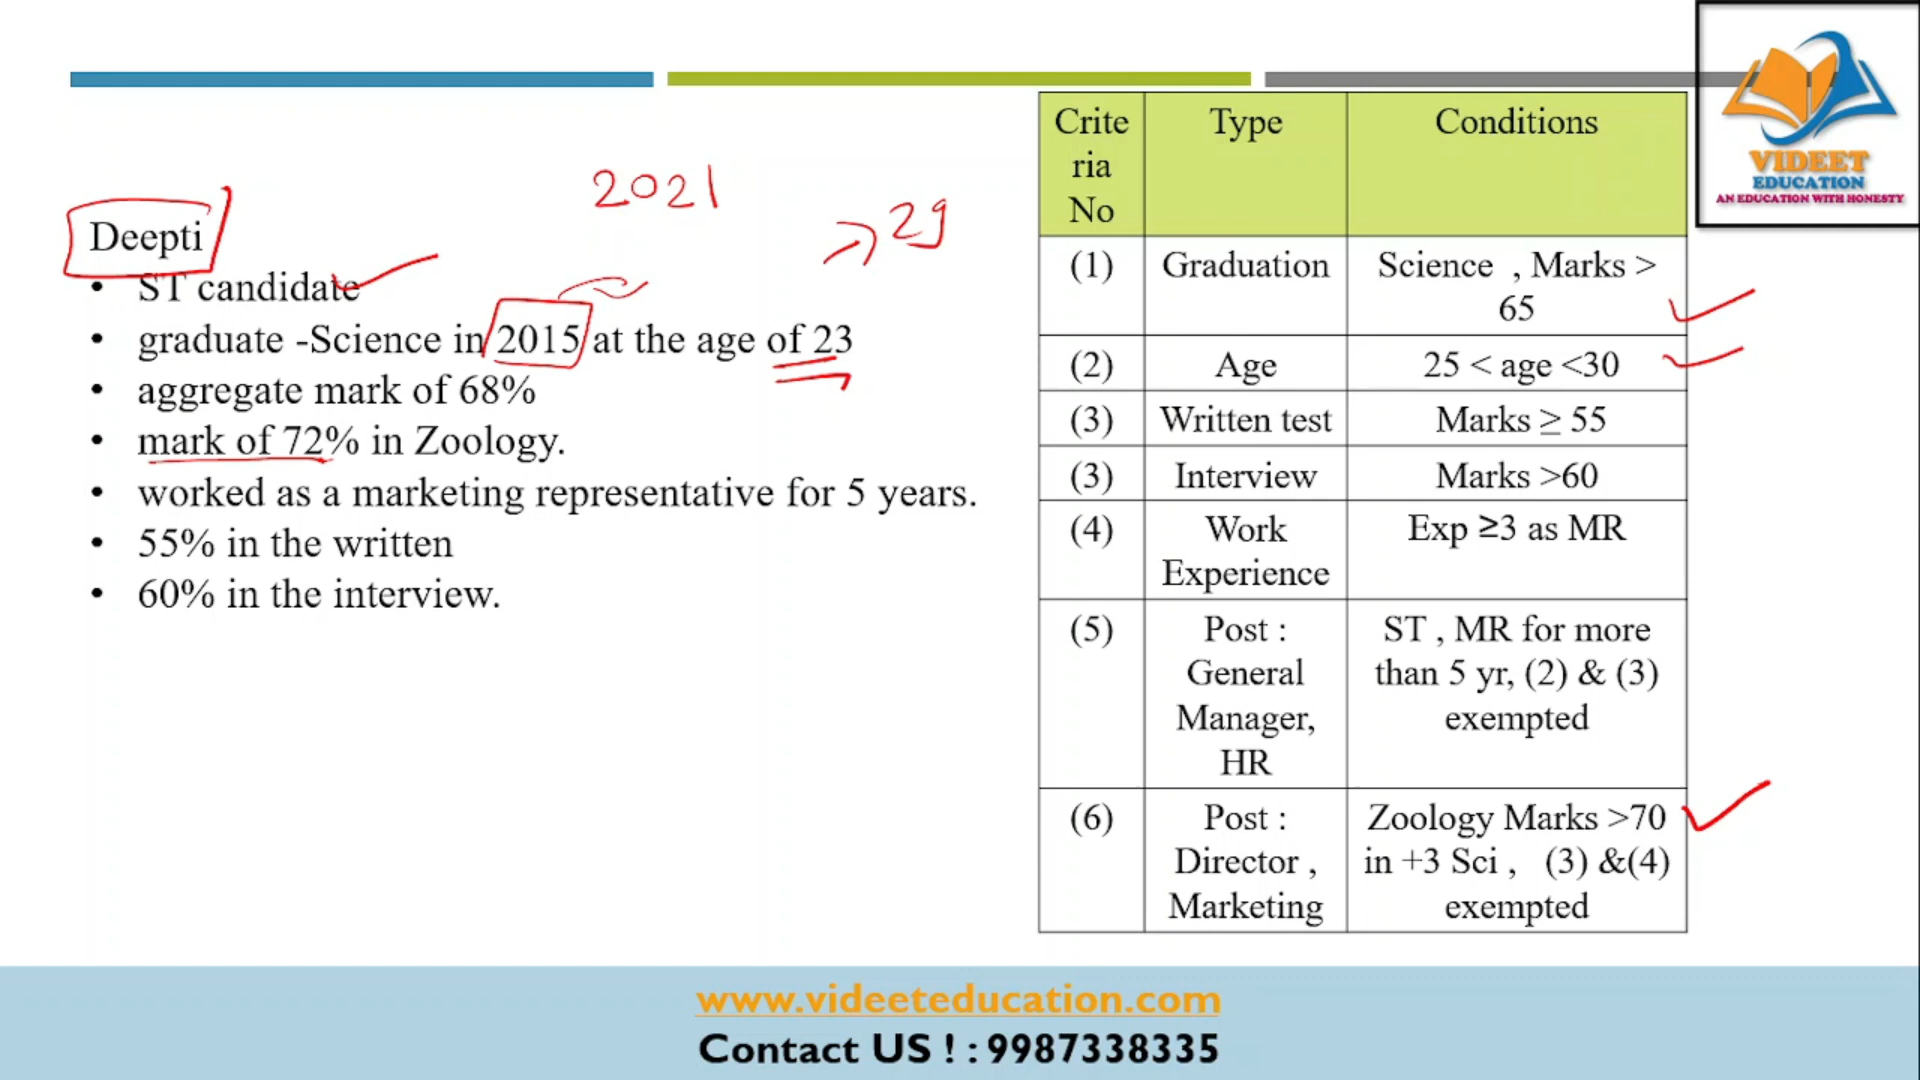 2021
29
Deepti
• ST candidate
• graduate -Science in 2015 at the age of 23
• aggregate mark of 68%
• mark of 72% in Zoology.
• worked as a marketing representative for 5 years.
• 55% in the written
• 60% in the interview.
Crite
ria
No
Type
Conditions
(1)
Graduation
Science , Marks >
65
(2)
Age
25 < age <30
(3)
Written test
Marks ≥ 55
(3)
Interview
Marks >60
(4)
Work
Experience
Exp ≥3 as MR
(5)
Post :
General
Manager,
HR
ST , MR for more
than 5 yr, (2) & (3)
exempted
(6)
Post :
Director ,
Marketing
Zoology Marks >70
in +3 Sci , (3) &(4)
exempted
VIDEET
EDUCATION
AN EDUCATION WITH HONESTY
www.videeteducation.com
Contact US ! : 9987338335